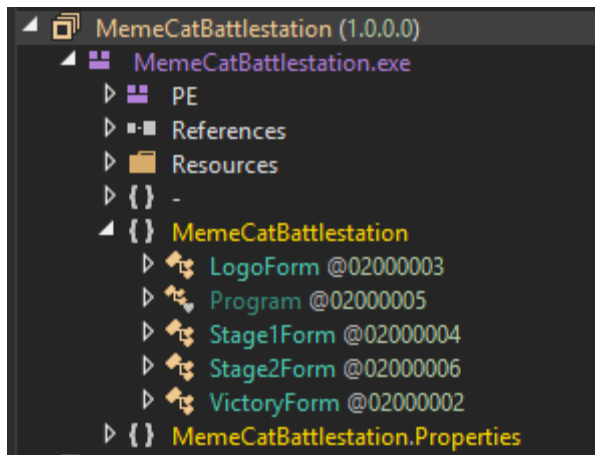 MemeCatBattlestation (1.0.0.0)
MemeCatBattlestation.exe
PE
References
Resources
{ } -
{ } MemeCatBattlestation
LogoForm @02000003
Program @02000005
Stage1Form @02000004
Stage2Form @02000006
VictoryForm @02000002
{ } MemeCatBattlestation.Properties